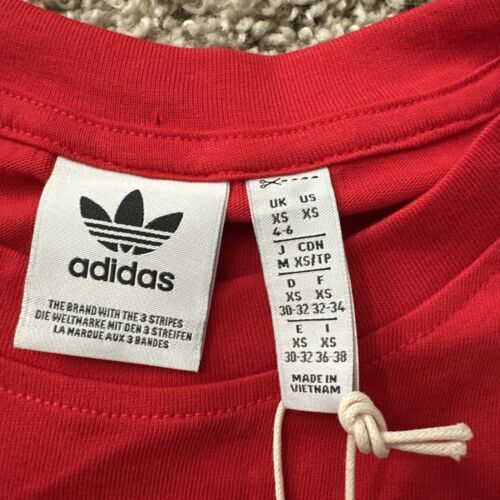 adidas
THE BRAND WITH THE 3 STRIPES
DIE WELTMARKE MIT DEN 3 STREIFEN
LA MARQUE AUX 3 BANDES
UK US
XS XS
4-6
J CDN
M XS/TP
D F
XS XS
30-32 32-34
E I
XS XS
30-32 36-38
MADE IN
VIETNAM